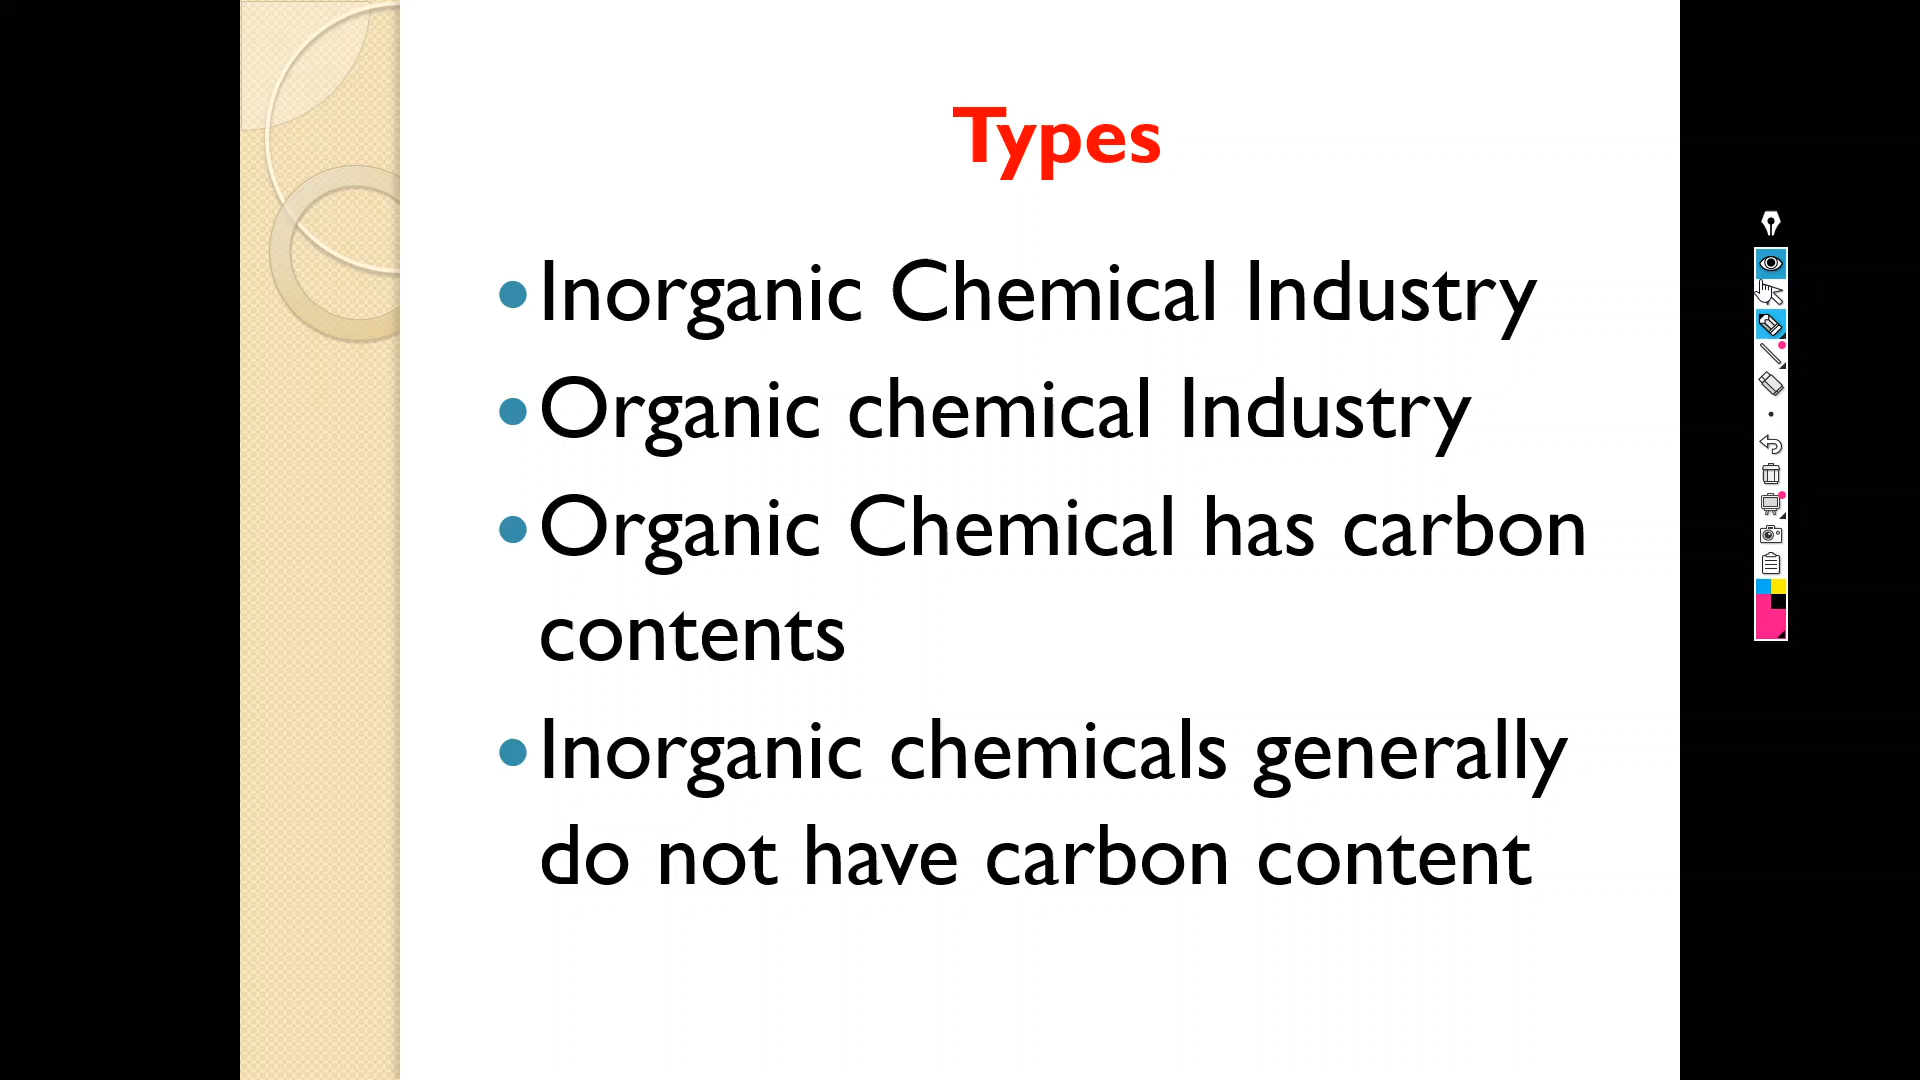 Types
• Inorganic Chemical Industry
• Organic chemical Industry
• Organic Chemical has carbon
contents
• Inorganic chemicals generally
do not have carbon content